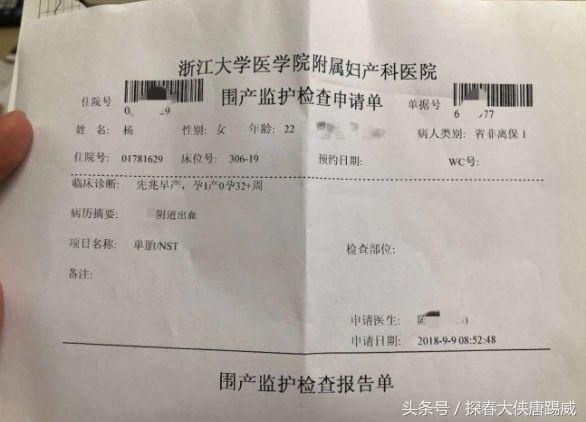 浙江大学医学院附属妇产科医院
围产监护检查申请单
住院号 0 29
单据号 6 77
姓 名: 杨 性别: 女 年龄: 22 病人类别: 省非离保1
住院号: 01781629 床位号: 306-19 预约日期: WC号:
临床诊断: 先兆早产, 孕1产0孕32+周
病历摘要: 阴道出血
项目名称: 单胎/NST 检查部位:
备注:
申请医生: 陈
申请日期: 2018-9-9 08:52:48
围产监护检查报告单
头条号 / 探春大侠唐踢威